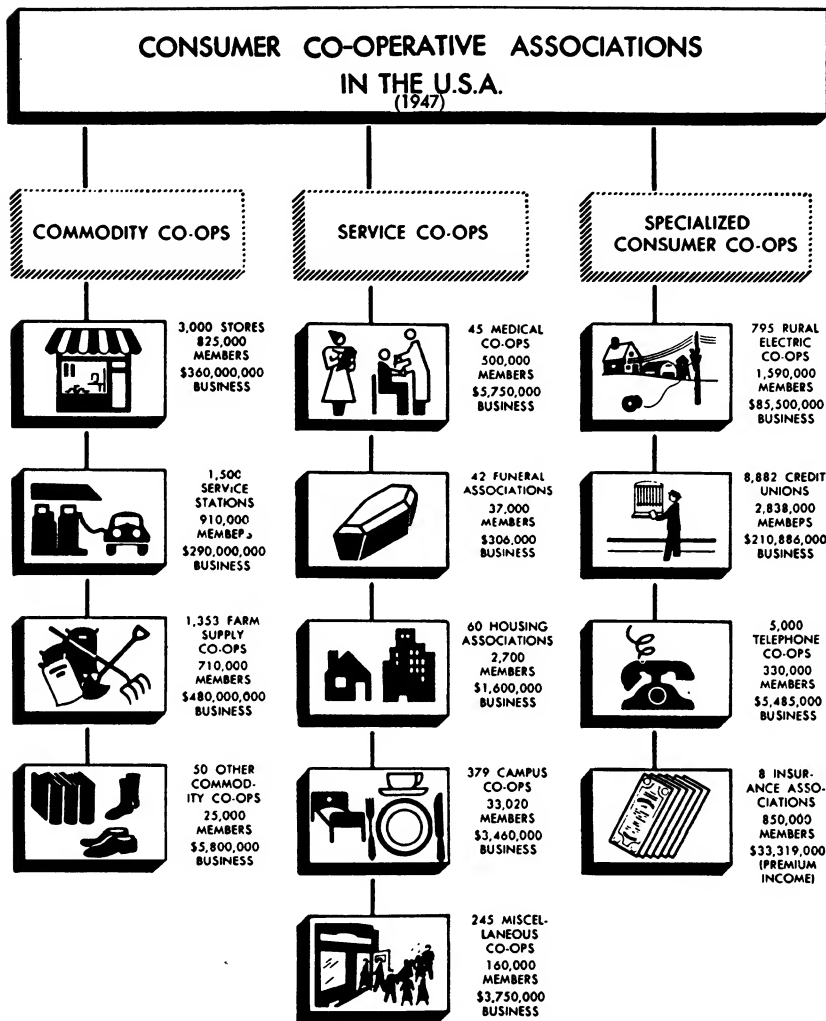 CONSUMER CO-OPERATIVE ASSOCIATIONS
IN THE U.S.A.
(1947)
COMMODITY CO-OPS
3,000 STORES
825,000
MEMBERS
$360,000,000
BUSINESS
1,500
SERVICE
STATIONS
910,000
MEMBERS
$290,000,000
BUSINESS
1,353 FARM
SUPPLY
CO-OPS
710,000
MEMBERS
$480,000,000
BUSINESS
50 OTHER
COMMOD-
ITY CO-OPS
25,000
MEMBERS
$5,800,000
BUSINESS
SERVICE CO-OPS
45 MEDICAL
CO-OPS
500,000
MEMBERS
$5,750,000
BUSINESS
42 FUNERAL
ASSOCIATIONS
37,000
MEMBERS
$306,000
BUSINESS
60 HOUSING
ASSOCIATIONS
2,700
MEMBERS
$1,600,000
BUSINESS
379 CAMPUS
CO-OPS
33,020
MEMBERS
$3,460,000
BUSINESS
245 MISCEL-
LANEOUS
CO-OPS
160,000
MEMBERS
$3,750,000
BUSINESS
SPECIALIZED
CONSUMER CO-OPS
795 RURAL
ELECTRIC
CO-OPS
1,590,000
MEMBERS
$85,500,000
BUSINESS
8,882 CREDIT
UNIONS
2,838,000
MEMBERS
$210,886,000
BUSINESS
5,000
TELEPHONE
CO-OPS
330,000
MEMBERS
$5,485,000
BUSINESS
8 INSUR-
ANCE ASSO-
CIATIONS
850,000
MEMBERS
$33,319,000
(PREMIUM
INCOME)